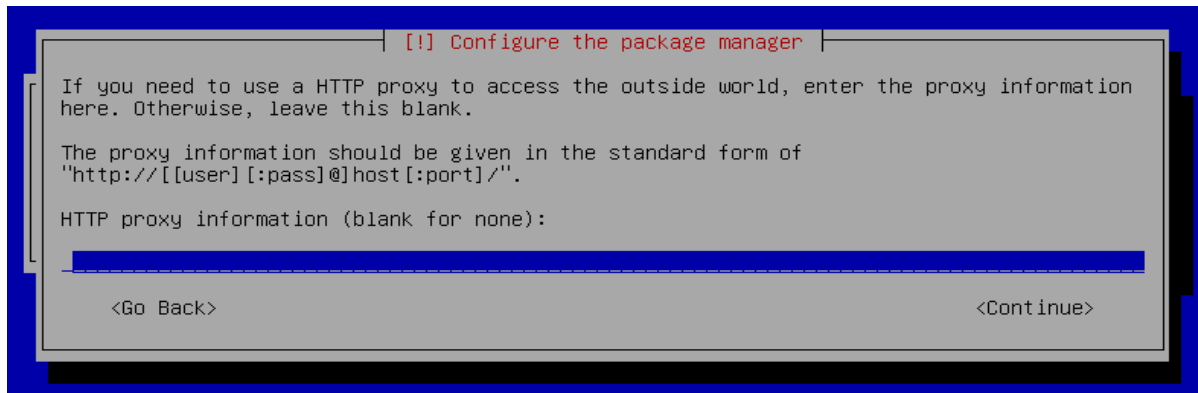 [!] Configure the package manager
If you need to use a HTTP proxy to access the outside world, enter the proxy information
here. Otherwise, leave this blank.
The proxy information should be given in the standard form of
"http://[[user][:pass]@]host[:port]/".
HTTP proxy information (blank for none):
<Go Back> <Continue>